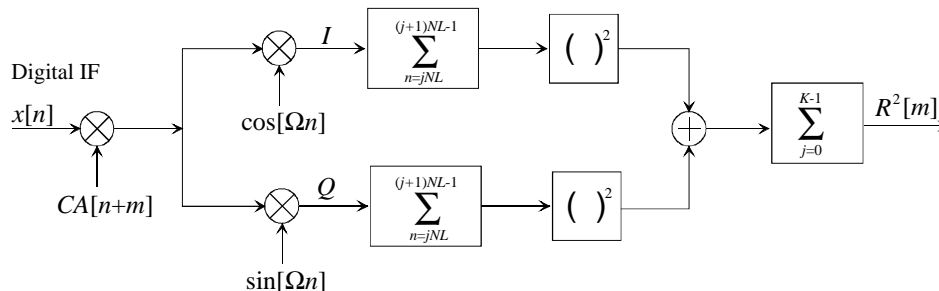 Digital IF
x[n]
CA[n+m]
I
cos[Ωn]
(j+1)NL-1
∑
n=jNL
( )²
Q
sin[Ωn]
(j+1)NL-1
∑
n=jNL
( )²
+
K-1
∑
j=0
R²[m]